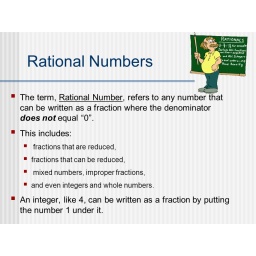 Rational Numbers
RATIONALS
The term, Rational Number, refers to any number that
can be written as a fraction where the denominator
does not equal “0”.
This includes:
fractions that are reduced,
fractions that can be reduced,
mixed numbers, improper fractions,
and even integers and whole numbers.
An integer, like 4, can be written as a fraction by putting
the number 1 under it.